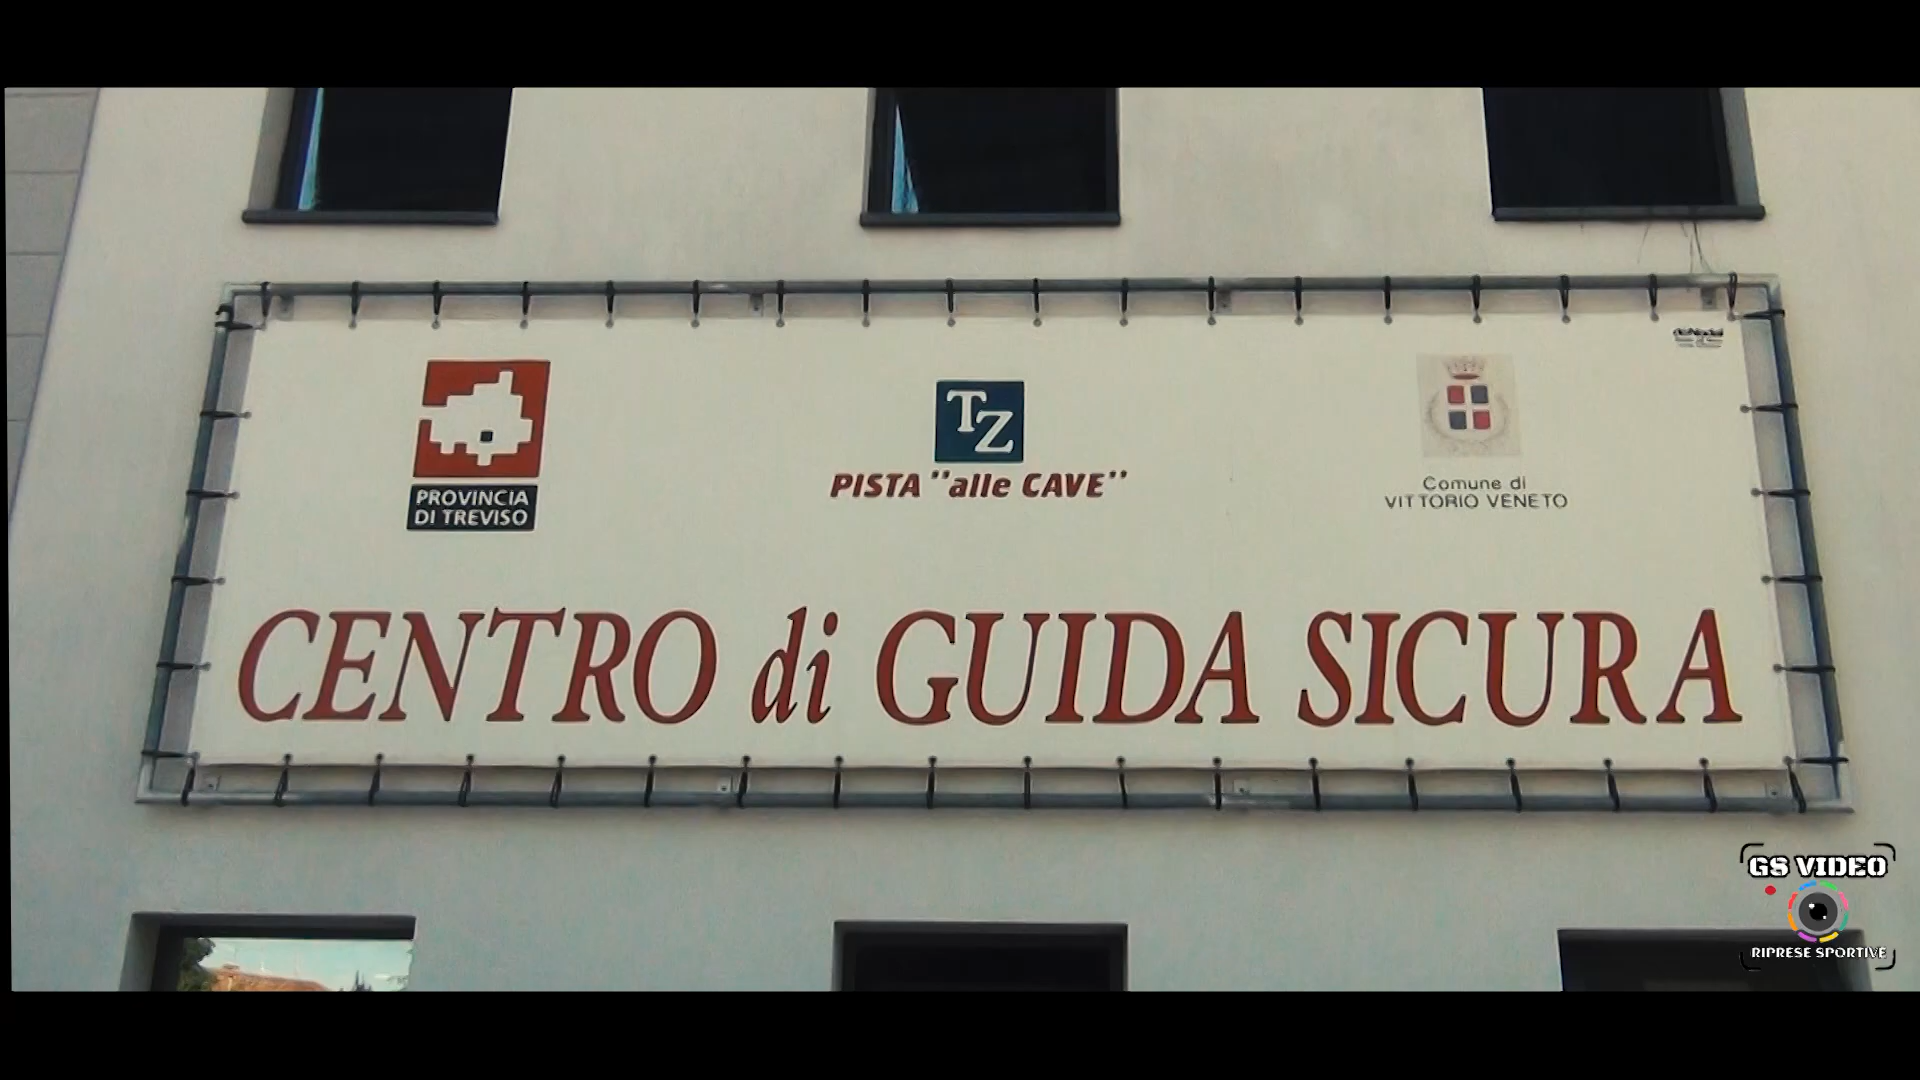 PROVINCIA
DI TREVISO
TZ
PISTA "alle CAVE"
Comune di
VITTORIO VENETO
CENTRO di GUIDA SICURA
GS VIDEO
RIPRESE SPORTIVE